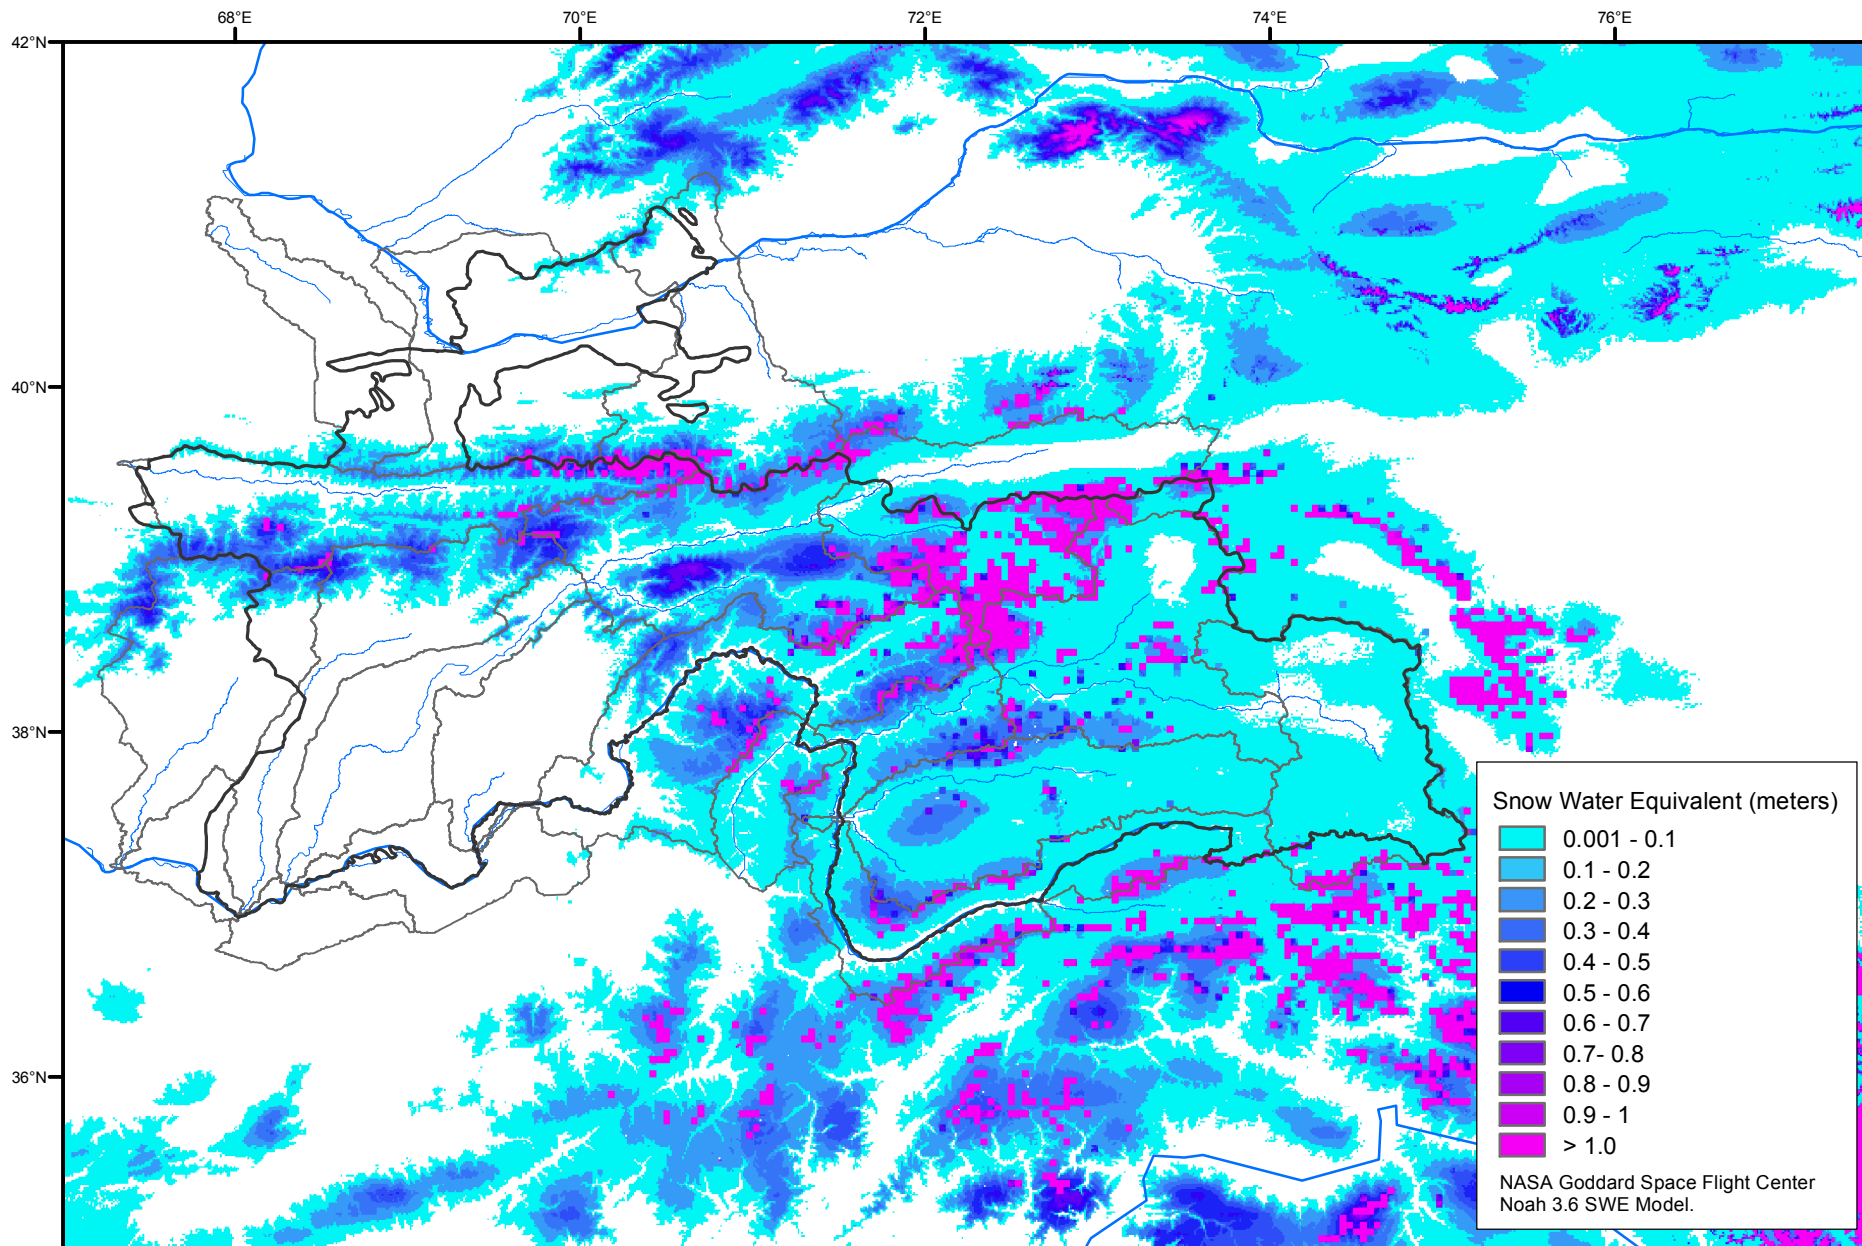 68°E 70°E 72°E 74°E 76°E
42°N
40°N
38°N
36°N
Snow Water Equivalent (meters)
0.001 - 0.1
0.1 - 0.2
0.2 - 0.3
0.3 - 0.4
0.4 - 0.5
0.5 - 0.6
0.6 - 0.7
0.7- 0.8
0.8 - 0.9
0.9 - 1
> 1.0
NASA Goddard Space Flight Center
Noah 3.6 SWE Model.